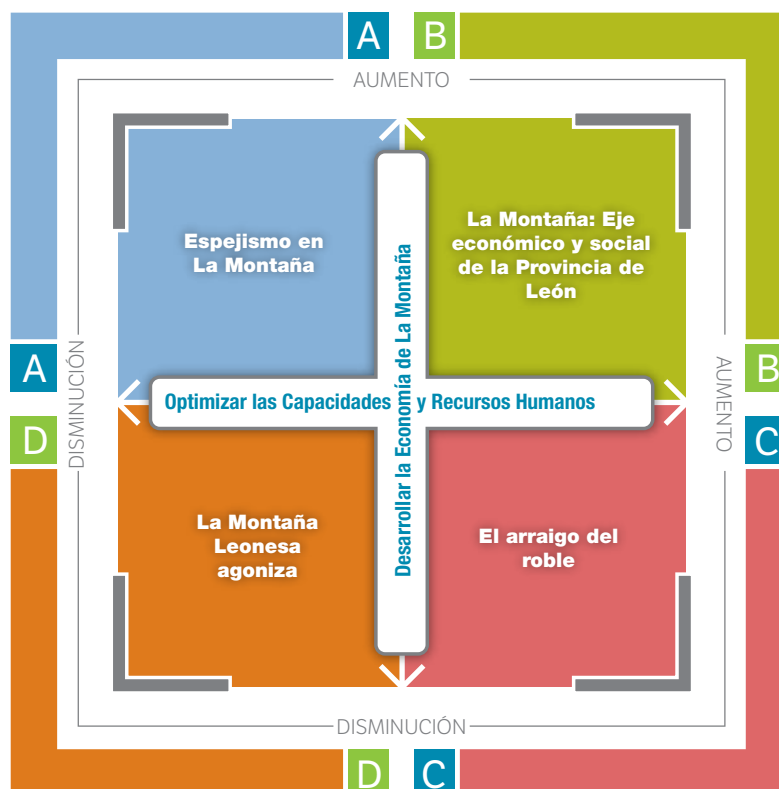 A
B
AUMENTO
Espejismo en
La Montaña
La Montaña: Eje
económico y social
de la Provincia de
León
A
DISMINUCIÓN
D
Optimizar las Capacidades y Recursos Humanos
Desarrollar la Economía de La Montaña
AUMENTO
B
C
La Montaña
Leonesa
agoniza
El arraigo del
roble
DISMINUCIÓN
D
C